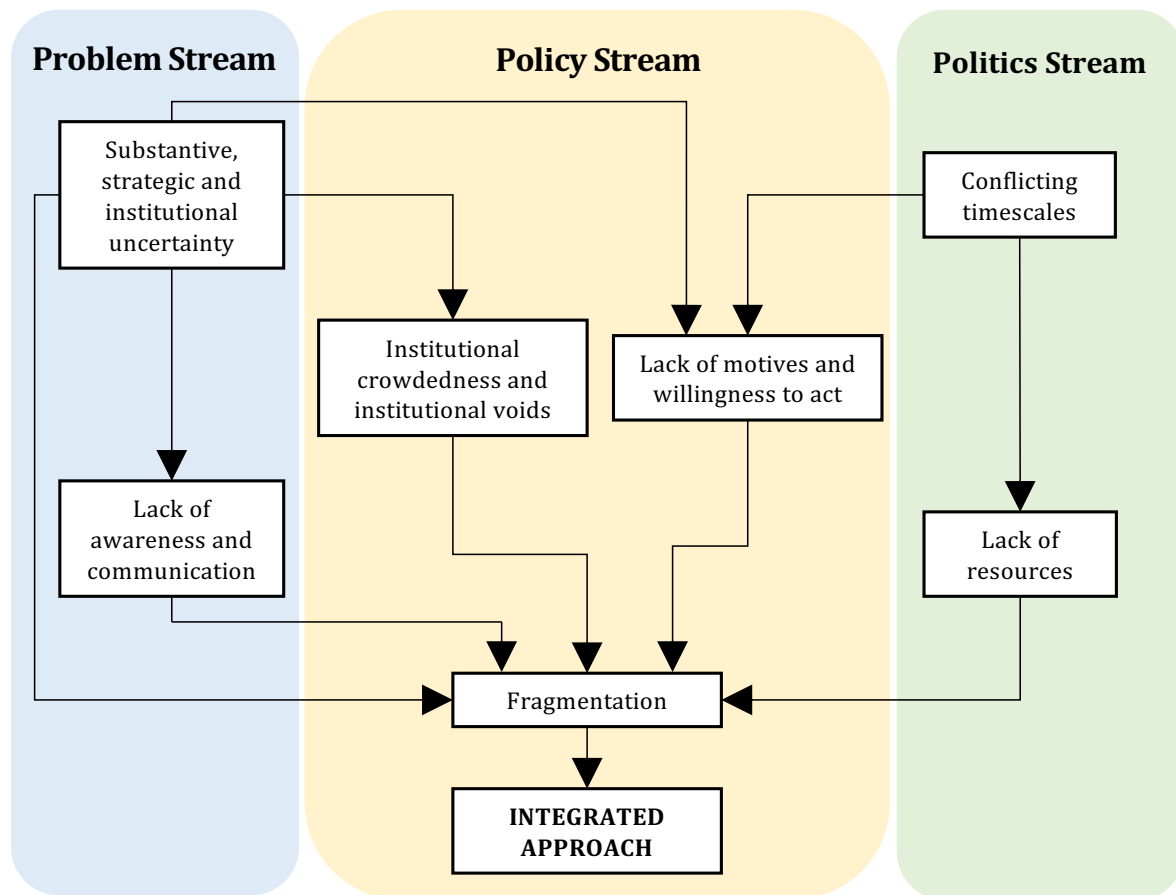 Problem Stream
Policy Stream
Politics Stream
Substantive,
strategic and
institutional
uncertainty
Conflicting
timescales
Institutional
crowdedness and
institutional voids
Lack of motives and
willingness to act
Lack of
awareness and
communication
Lack of
resources
Fragmentation
INTEGRATED
APPROACH